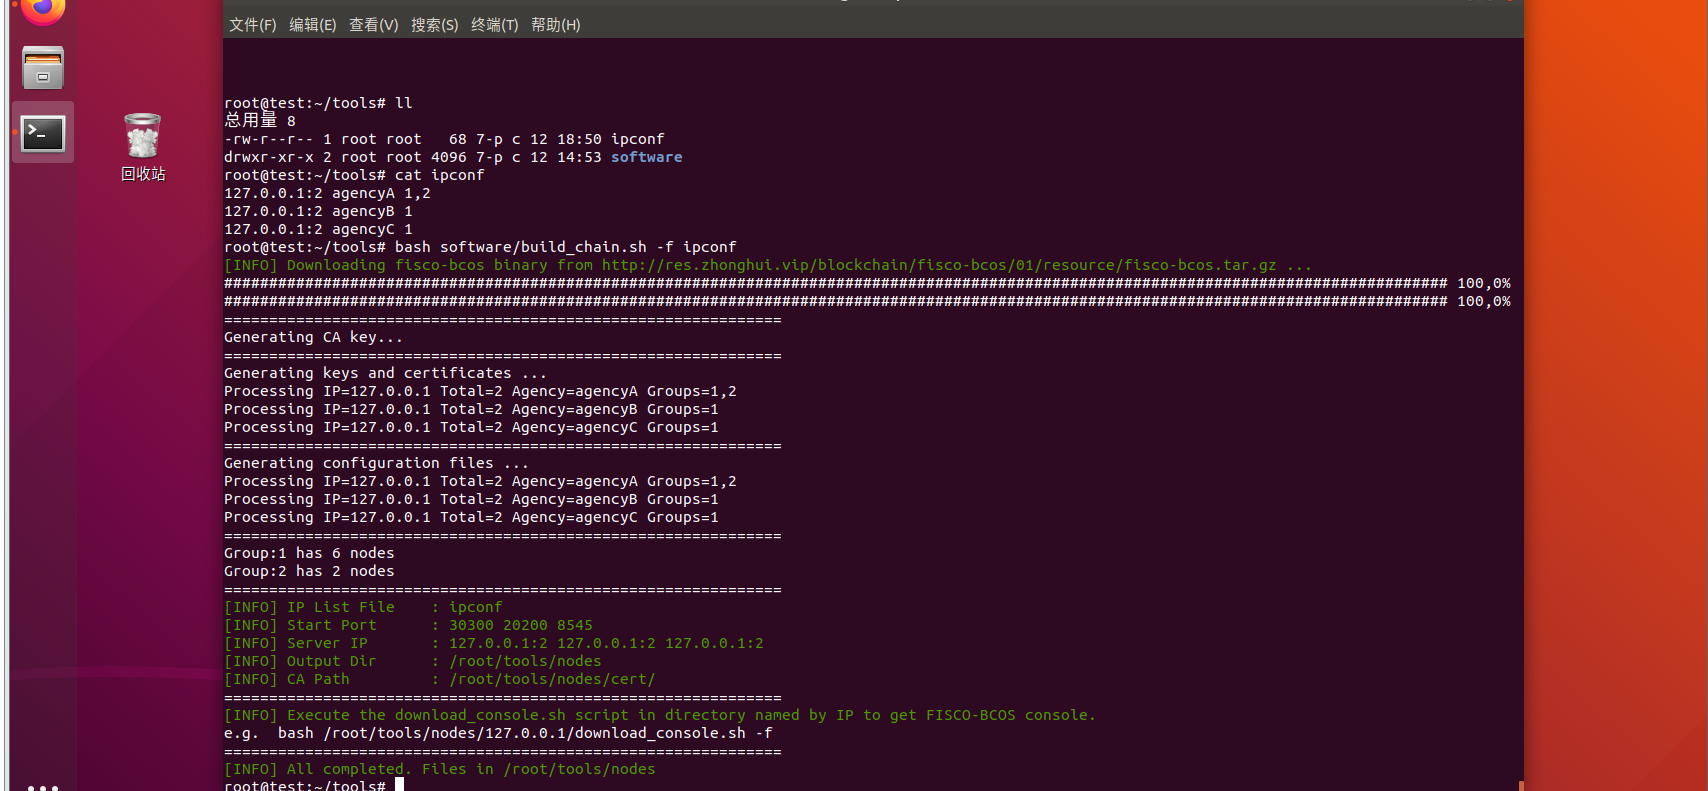 文件(F) 编辑(E) 查看(V) 搜索(S) 终端(T) 帮助(H)
回收站
root@test:~/tools# ll
总用量 8
-rw-r--r-- 1 root root   68 7-р с 12 18:50 ipconf
drwxr-xr-x 2 root root 4096 7-р с 12 14:53 software
root@test:~/tools# cat ipconf
127.0.0.1:2 agencyA 1,2
127.0.0.1:2 agencyB 1
127.0.0.1:2 agencyC 1
root@test:~/tools# bash software/build_chain.sh -f ipconf
[INFO] Downloading fisco-bcos binary from http://res.zhonghui.vip/blockchain/fisco-bcos/01/resource/fisco-bcos.tar.gz ...
######################################################################################################################################## 100,0%
######################################################################################################################################## 100,0%
==============================================================
Generating CA key...
==============================================================
Generating keys and certificates ...
Processing IP=127.0.0.1 Total=2 Agency=agencyA Groups=1,2
Processing IP=127.0.0.1 Total=2 Agency=agencyB Groups=1
Processing IP=127.0.0.1 Total=2 Agency=agencyC Groups=1
==============================================================
Generating configuration files ...
Processing IP=127.0.0.1 Total=2 Agency=agencyA Groups=1,2
Processing IP=127.0.0.1 Total=2 Agency=agencyB Groups=1
Processing IP=127.0.0.1 Total=2 Agency=agencyC Groups=1
==============================================================
Group:1 has 6 nodes
Group:2 has 2 nodes
==============================================================
[INFO] IP List File    : ipconf
[INFO] Start Port      : 30300 20200 8545
[INFO] Server IP       : 127.0.0.1:2 127.0.0.1:2 127.0.0.1:2
[INFO] Output Dir      : /root/tools/nodes
[INFO] CA Path         : /root/tools/nodes/cert/
==============================================================
[INFO] Execute the download_console.sh script in directory named by IP to get FISCO-BCOS console.
e.g.  bash /root/tools/nodes/127.0.0.1/download_console.sh -f
==============================================================
[INFO] All completed. Files in /root/tools/nodes
root@test:~/tools#